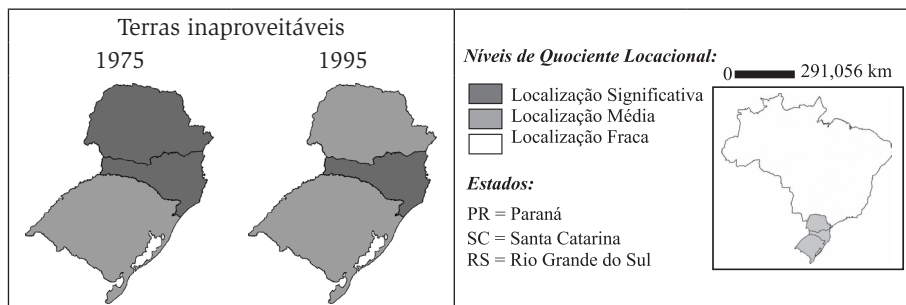 Terras inaproveitáveis
1975 1995
Níveis de Quociente Locacional:
Localização Significativa
Localização Média
Localização Fraca
Estados:
PR = Paraná
SC = Santa Catarina
RS = Rio Grande do Sul
0 291,056 km